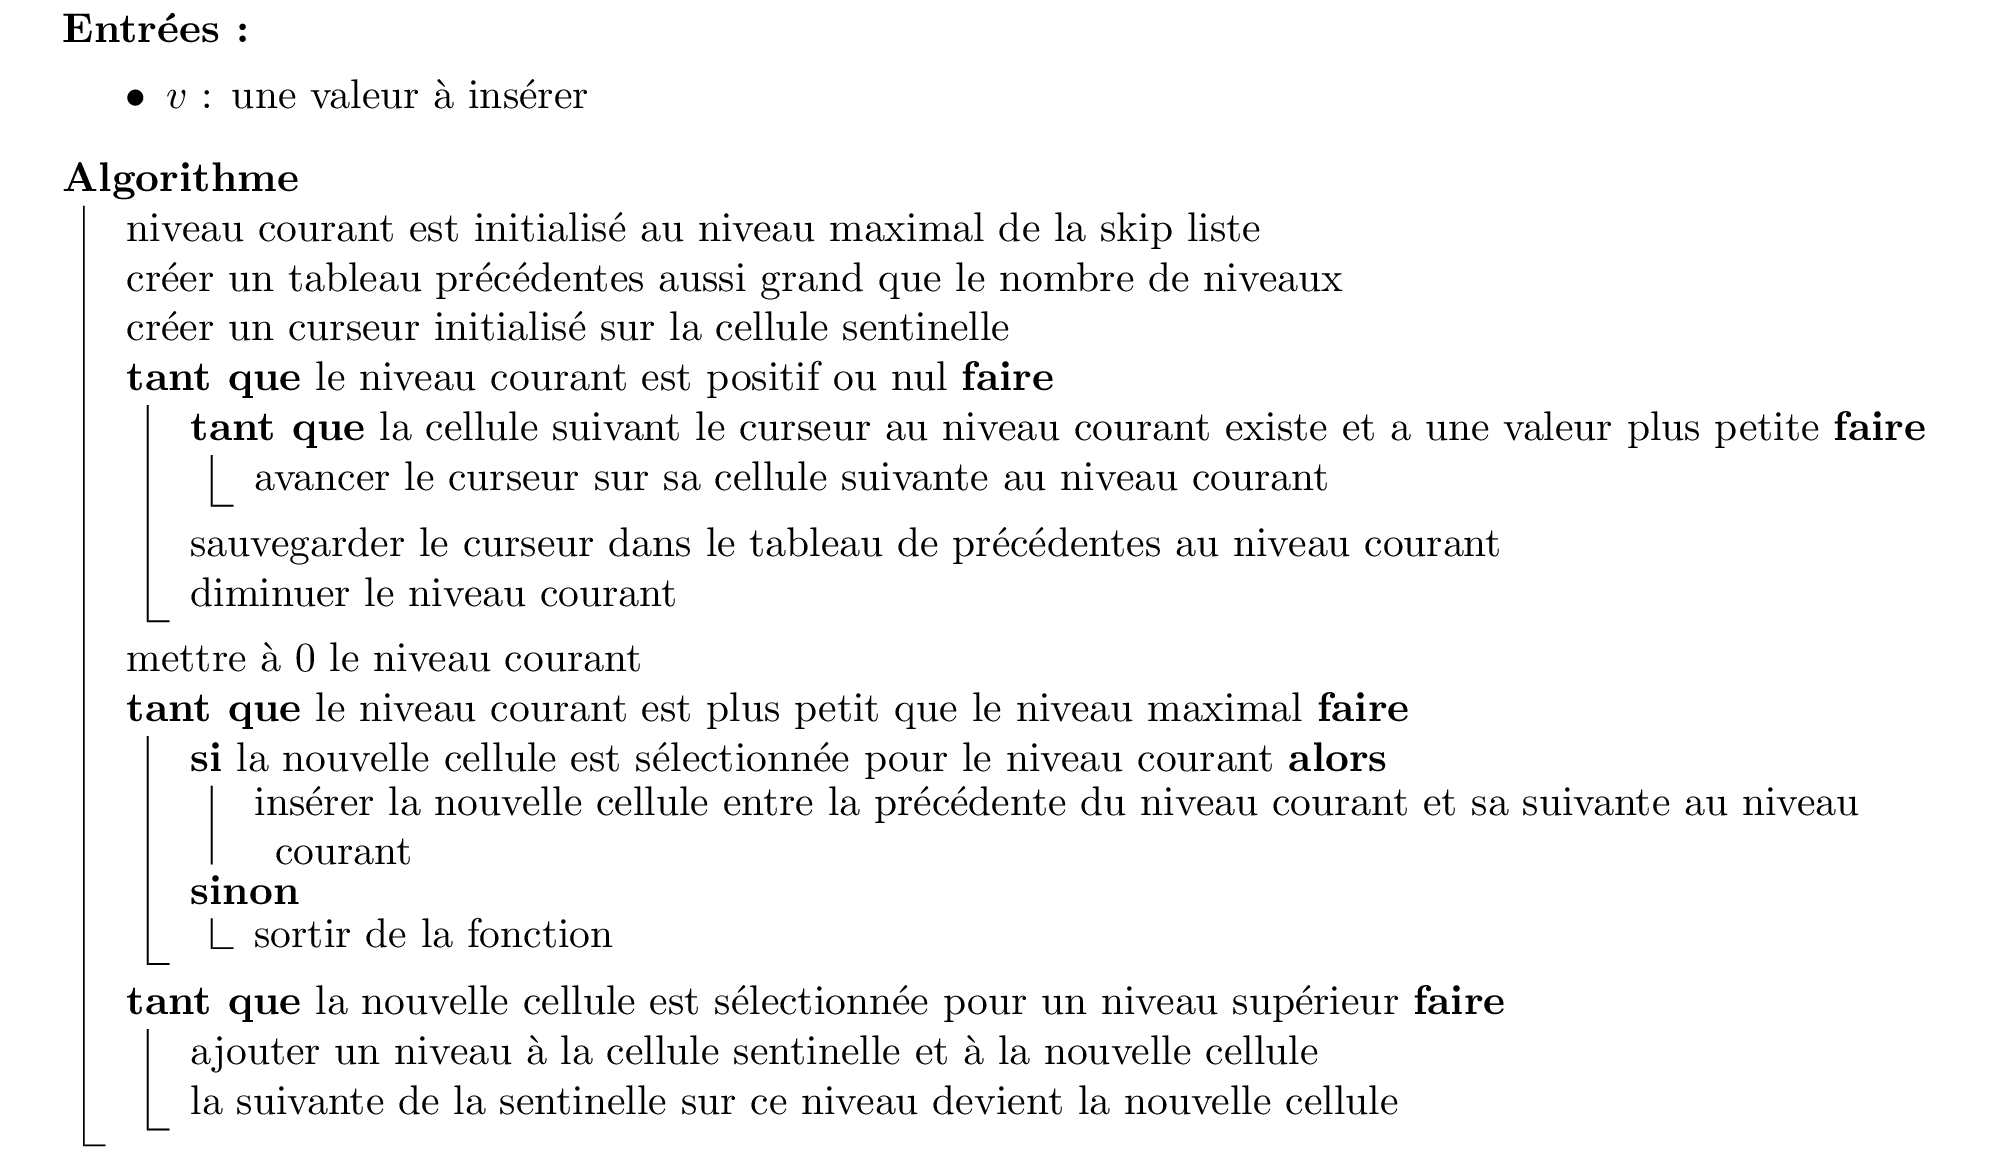 Entrées :
• v : une valeur à insérer
Algorithme
niveau courant est initialisé au niveau maximal de la skip liste
créer un tableau précédentes aussi grand que le nombre de niveaux
créer un curseur initialisé sur la cellule sentinelle
tant que le niveau courant est positif ou nul faire
tant que la cellule suivant le curseur au niveau courant existe et a une valeur plus petite faire
avancer le curseur sur sa cellule suivante au niveau courant
sauvegarder le curseur dans le tableau de précédentes au niveau courant
diminuer le niveau courant
mettre à 0 le niveau courant
tant que le niveau courant est plus petit que le niveau maximal faire
si la nouvelle cellule est sélectionnée pour le niveau courant alors
insérer la nouvelle cellule entre la précédente du niveau courant et sa suivante au niveau
courant
sinon
sortir de la fonction
tant que la nouvelle cellule est sélectionnée pour un niveau supérieur faire
ajouter un niveau à la cellule sentinelle et à la nouvelle cellule
la suivante de la sentinelle sur ce niveau devient la nouvelle cellule